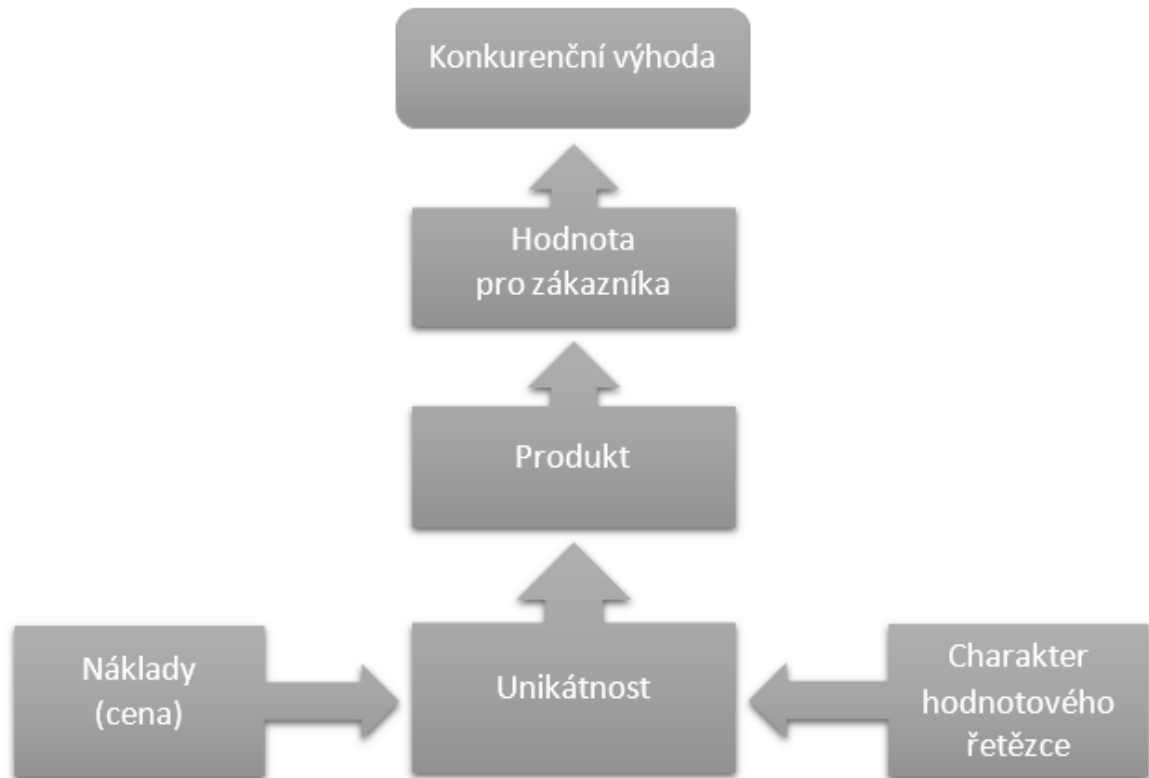 Konkurenční výhoda
Hodnota
pro zákazníka
Produkt
Náklady
(cena)
Unikátnost
Charakter
hodnotového
řetězce